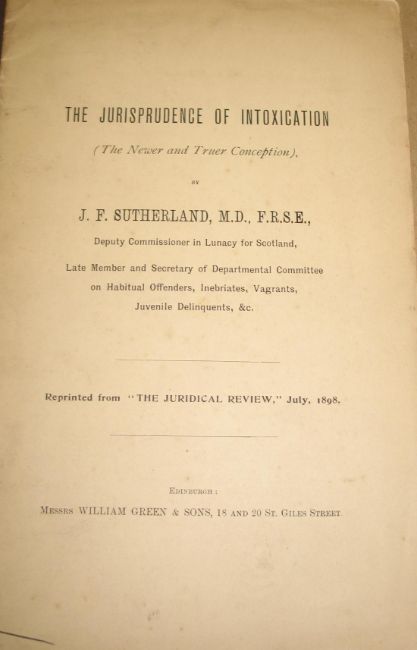 THE JURISPRUDENCE OF INTOXICATION
(The Newer and Truer Conception),
BY
J. F. SUTHERLAND, M.D., F.R.S.E.,
Deputy Commissioner in Lunacy for Scotland,
Late Member and Secretary of Departmental Committee
on Habitual Offenders, Inebriates, Vagrants,
Juvenile Delinquents, &c.
Reprinted from "THE JURIDICAL REVIEW," July, 1898.
EDINBURGH:
MESSRS WILLIAM GREEN & SONS, 18 AND 20 ST. GILES STREET